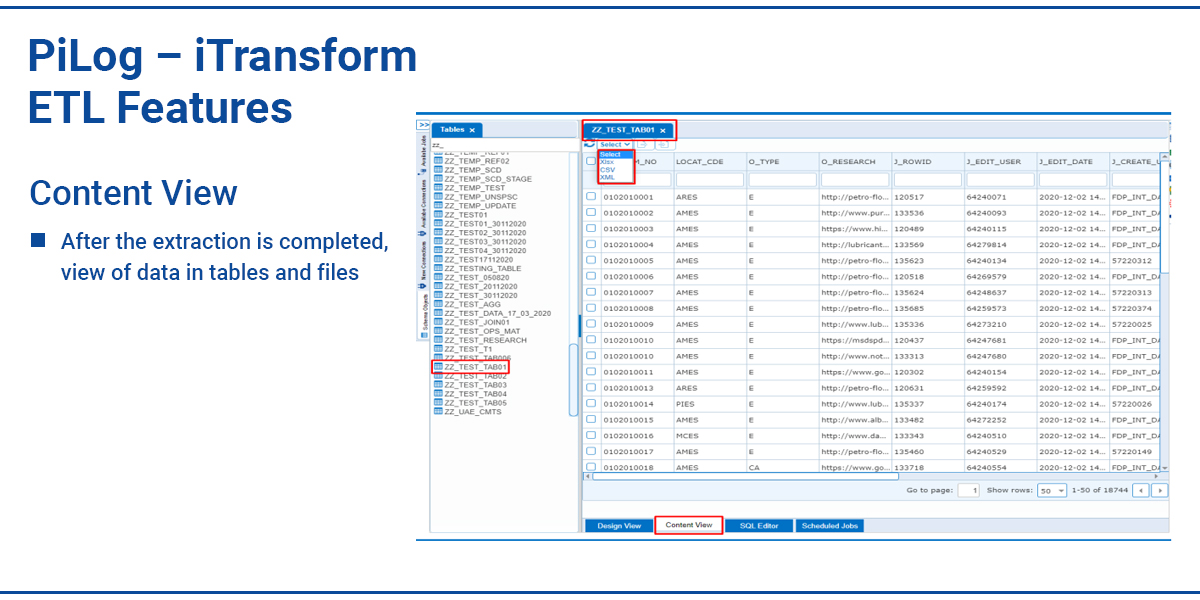 PiLog – iTransform
ETL Features
Content View
After the extraction is completed,
view of data in tables and files
>> Tables × ZZ_TEST_TAB01 ×
zz_ Select
Select
Xlsx
CSV
XML
Available Jobs
Available Connections
New Connections
Schema Objects
ZZ_TEMP_REF01
ZZ_TEMP_REF02
ZZ_TEMP_SCD
ZZ_TEMP_SCD_STAGE
ZZ_TEMP_TEST
ZZ_TEMP_UNSPSC
ZZ_TEMP_UPDATE
ZZ_TEST01
ZZ_TEST01_30112020
ZZ_TEST02_30112020
ZZ_TEST03_30112020
ZZ_TEST04_30112020
ZZ_TEST17112020
ZZ_TESTING_TABLE
ZZ_TEST_050820
ZZ_TEST_20112020
ZZ_TEST_30112020
ZZ_TEST_AGG
ZZ_TEST_DATA_17_03_2020
ZZ_TEST_JOIN01
ZZ_TEST_OPS_MAT
ZZ_TEST_RESEARCH
ZZ_TEST_T1
ZZ_TEST_TAB006
ZZ_TEST_TAB01
ZZ_TEST_TAB02
ZZ_TEST_TAB03
ZZ_TEST_TAB04
ZZ_TEST_TAB05
ZZ_UAE_CMTS
M_NO LOCAT_CDE O_TYPE O_RESEARCH J_ROWID J_EDIT_USER J_EDIT_DATE J_CREATE_U
0102010001 ARES E http://petro-flo... 120517 64240071 2020-12-02 14... FDP_INT_DA
0102010002 AMES E http://www.pur... 133536 64240093 2020-12-02 14... FDP_INT_DA
0102010003 AMES E https://www.hi... 120489 64240115 2020-12-02 14... FDP_INT_DA
0102010004 AMES E http://lubricant... 133569 64279814 2020-12-02 14... FDP_INT_DA
0102010005 AMES E http://petro-flo... 135623 64240134 2020-12-02 14... 57220312
0102010006 AMES E http://petro-flo... 120518 64269579 2020-12-02 14... FDP_INT_DA
0102010007 AMES E http://petro-flo... 135624 64248637 2020-12-02 14... 57220313
0102010008 AMES E http://petro-flo... 135685 64259573 2020-12-02 14... 57220374
0102010009 AMES E http://www.lub... 135336 64273210 2020-12-02 14... 57220025
0102010010 AMES E https://msdspd... 120437 64247681 2020-12-02 14... FDP_INT_DA
0102010010 AMES E http://www.not... 133313 64247680 2020-12-02 14... FDP_INT_DA
0102010011 AMES E https://www.go... 120302 64240154 2020-12-02 14... FDP_INT_DA
0102010013 ARES E http://petro-flo... 120631 64259592 2020-12-02 14... FDP_INT_DA
0102010014 PIES E http://www.lub... 135337 64240174 2020-12-02 14... 57220026
0102010015 AMES E http://www.alb... 133482 64272252 2020-12-02 14... FDP_INT_DA
0102010016 MCES E http://www.da... 133343 64240510 2020-12-02 14... FDP_INT_DA
0102010017 AMES E http://petro-flo... 135460 64240529 2020-12-02 14... 57220149
0102010018 AMES CA https://www.go... 133718 64240554 2020-12-02 14... FDP_INT_DA
Go to page: 1 Show rows: 50 1-50 of 18744
Design View Content View SQL Editor Scheduled Jobs